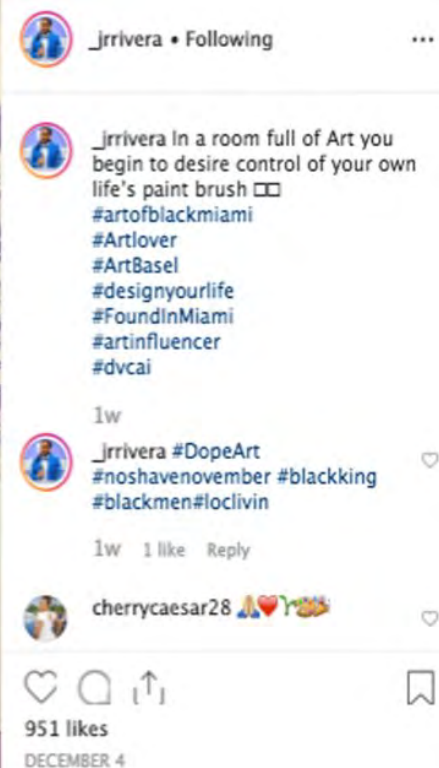 _jrrivera • Following
_jrrivera In a room full of Art you
begin to desire control of your own
life's paint brush
#artofblackmiami
#Artlover
#ArtBasel
#designyourlife
#FoundInMiami
#artinfluencer
#dvcai
1w
_jrrivera #DopeArt
#noshavenovember #blackking
#blackmen#loclivin
1w 1 like Reply
cherrycaesar28 🙏❤️
951 likes
DECEMBER 4